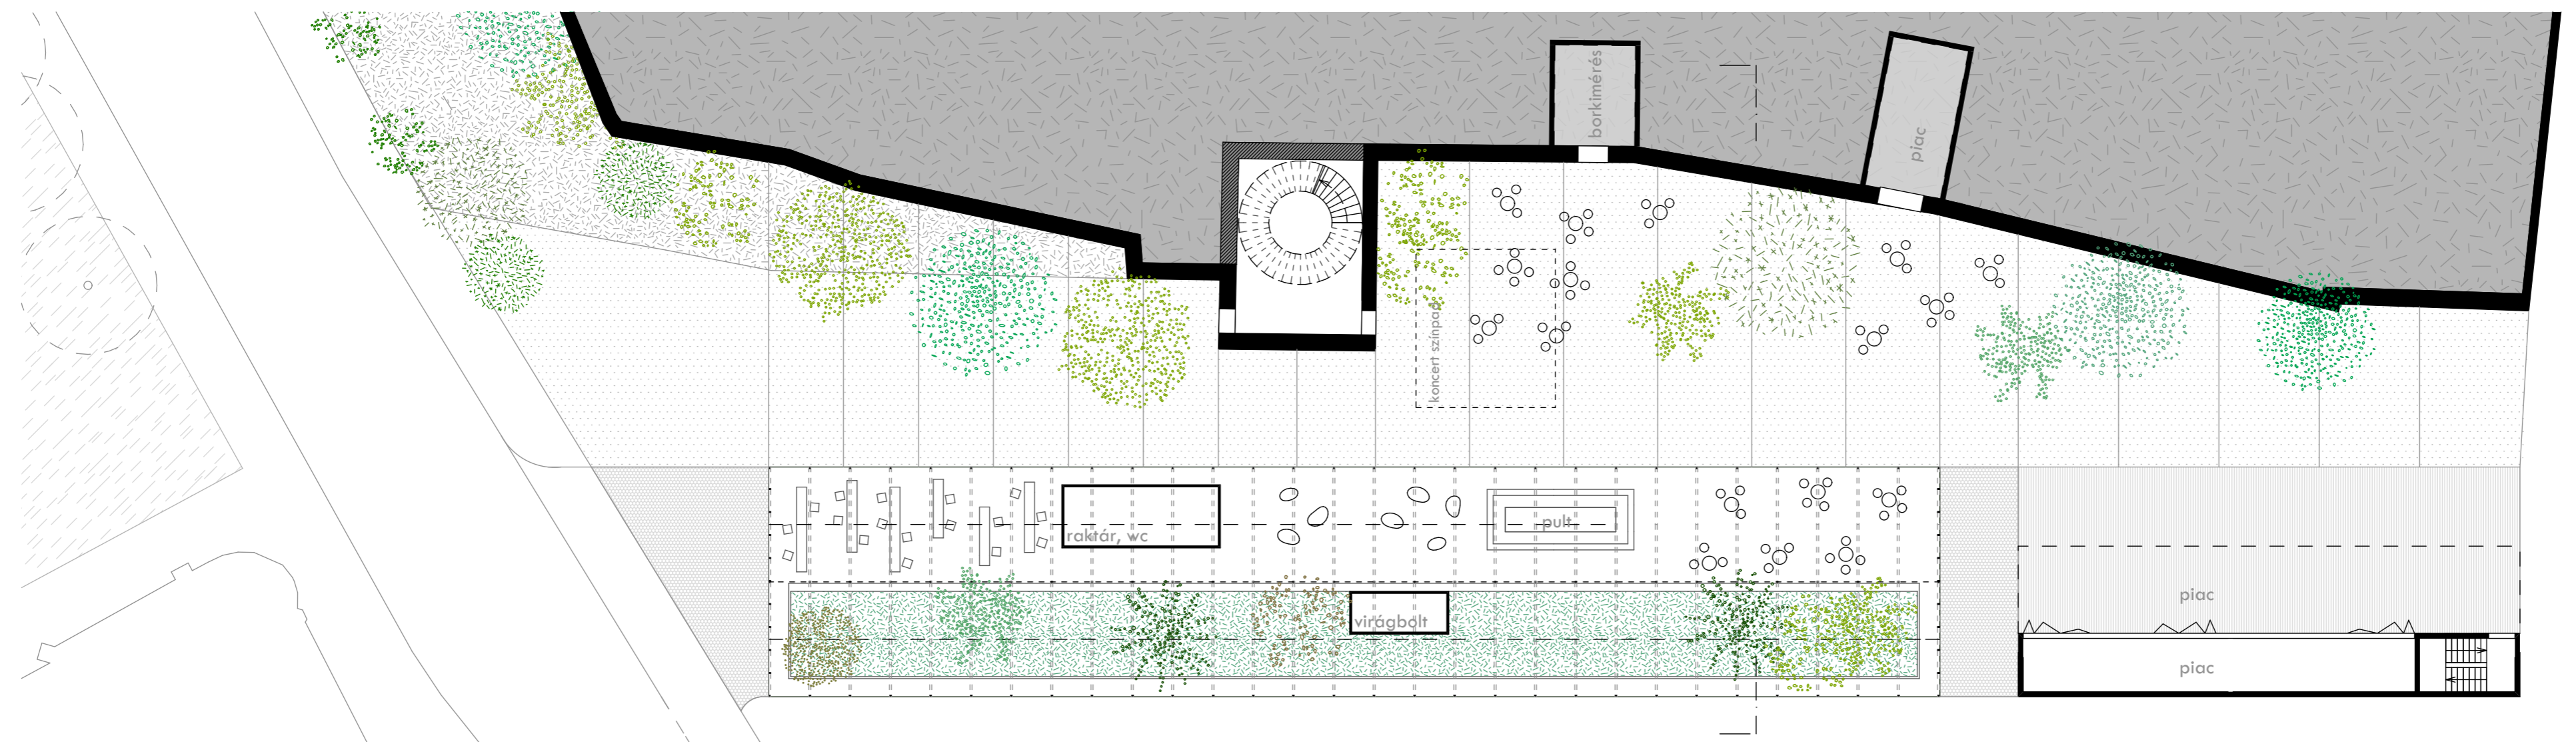 borkimérés
piac
koncert színpad
raktár, wc
pult
virágbolt
piac
piac